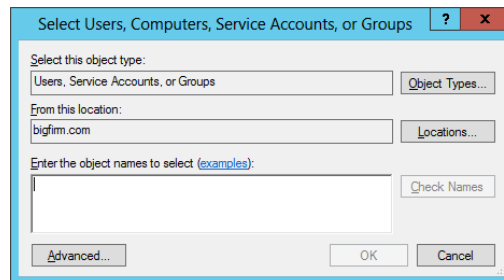 Select Users, Computers, Service Accounts, or Groups ? x
Select this object type:
Users, Service Accounts, or Groups
Object Types...
From this location:
bigfirm.com
Locations...
Enter the object names to select (examples):
Check Names
Advanced...
OK
Cancel